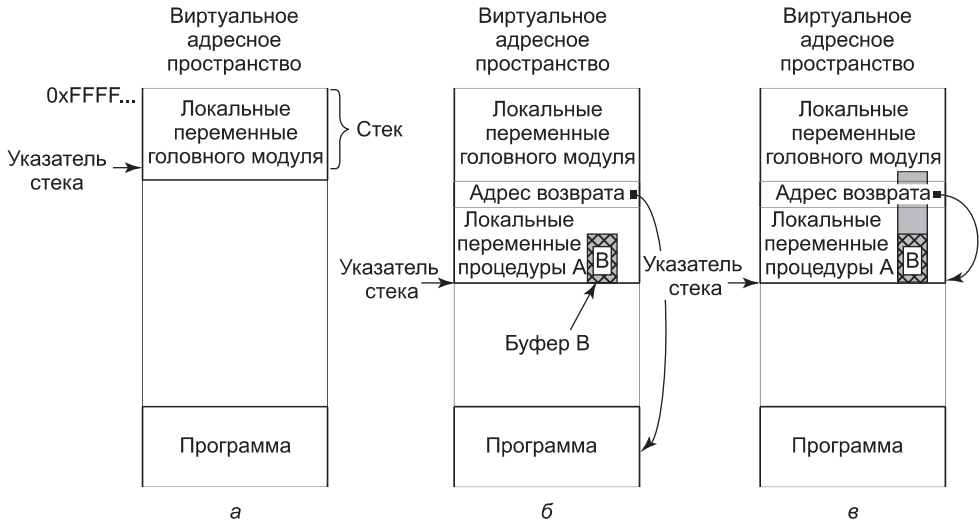 Виртуальное
адресное
пространство
0xFFFF...
Локальные
переменные
головного модуля
Стек
Указатель
стека
Программа
а
Виртуальное
адресное
пространство
Локальные
переменные
головного модуля
Адрес возврата
Локальные
переменные
процедуры А
В
Указатель
стека
Буфер В
Программа
б
Виртуальное
адресное
пространство
Локальные
переменные
головного модуля
Адрес возврата
Локальные
переменные
процедуры А
В
Указатель
стека
Программа
в